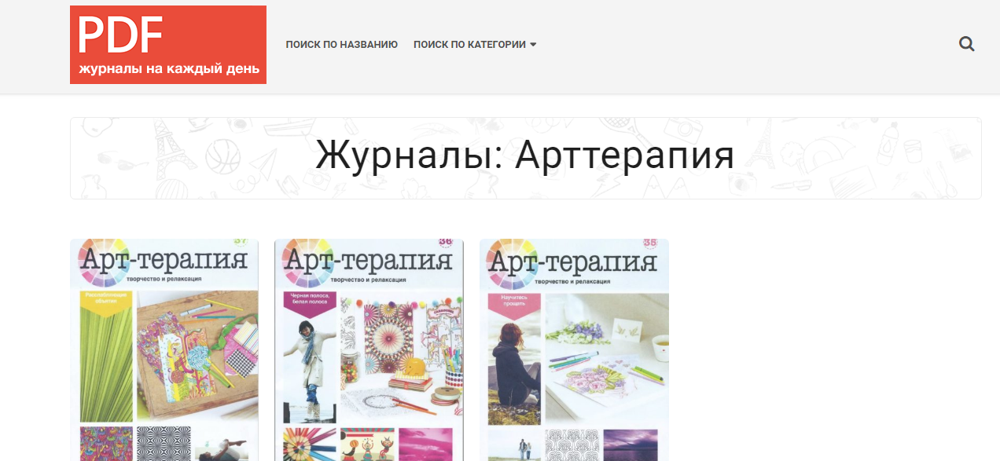 PDF
журналы на каждый день
ПОИСК ПО НАЗВАНИЮ
ПОИСК ПО КАТЕГОРИИ
Журналы: Арттерапия
37
Арт-терапия
творчество и релаксация
Расслабляющие
объятия
36
Арт-терапия
творчество и релаксация
Черная полоса,
белая полоса
35
Арт-терапия
творчество и релаксация
Научитесь
прощать